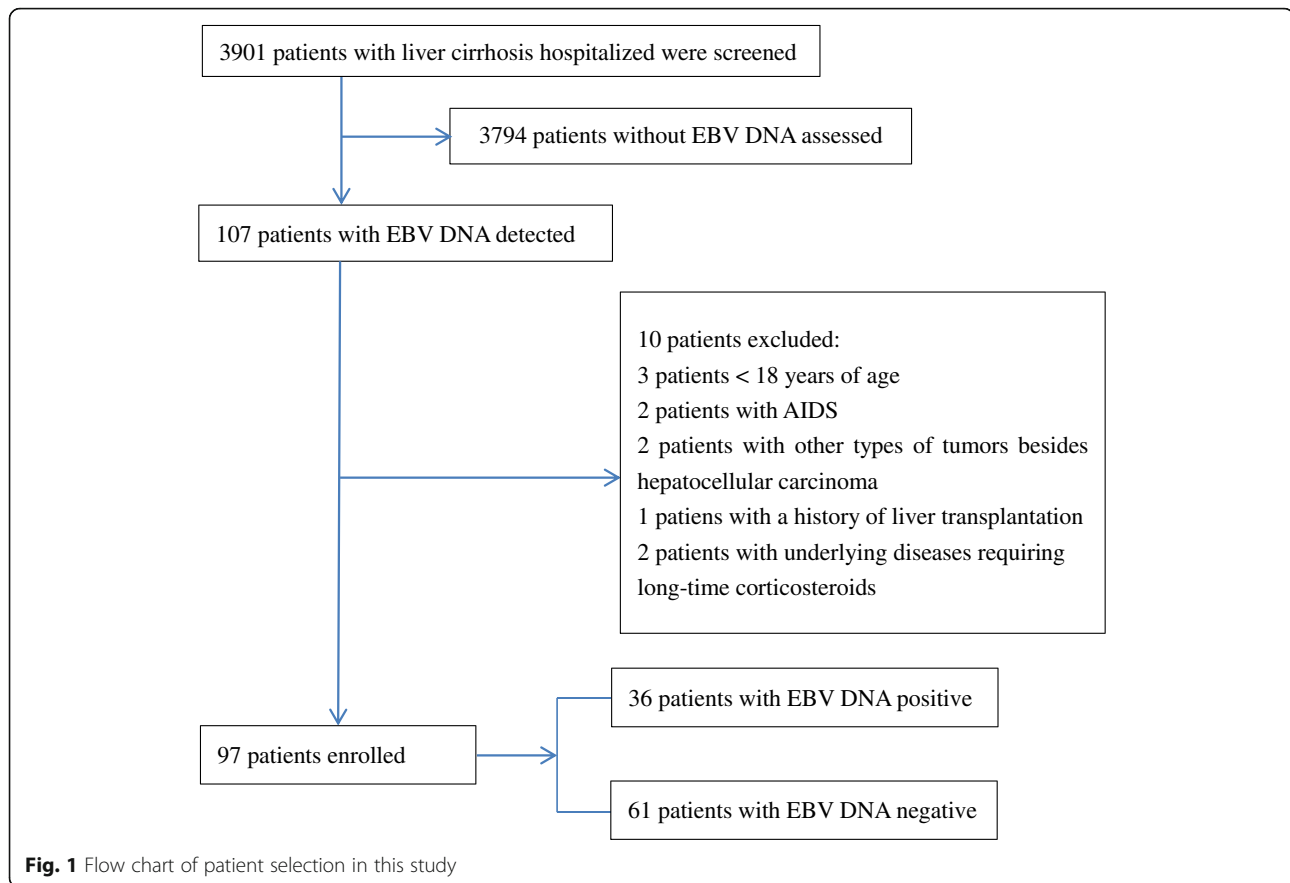 3901 patients with liver cirrhosis hospitalized were screened
3794 patients without EBV DNA assessed
107 patients with EBV DNA detected
10 patients excluded:
3 patients < 18 years of age
2 patients with AIDS
2 patients with other types of tumors besides
hepatocellular carcinoma
1 patiens with a history of liver transplantation
2 patients with underlying diseases requiring
long-time corticosteroids
36 patients with EBV DNA positive
97 patients enrolled
61 patients with EBV DNA negative
Fig. 1 Flow chart of patient selection in this study